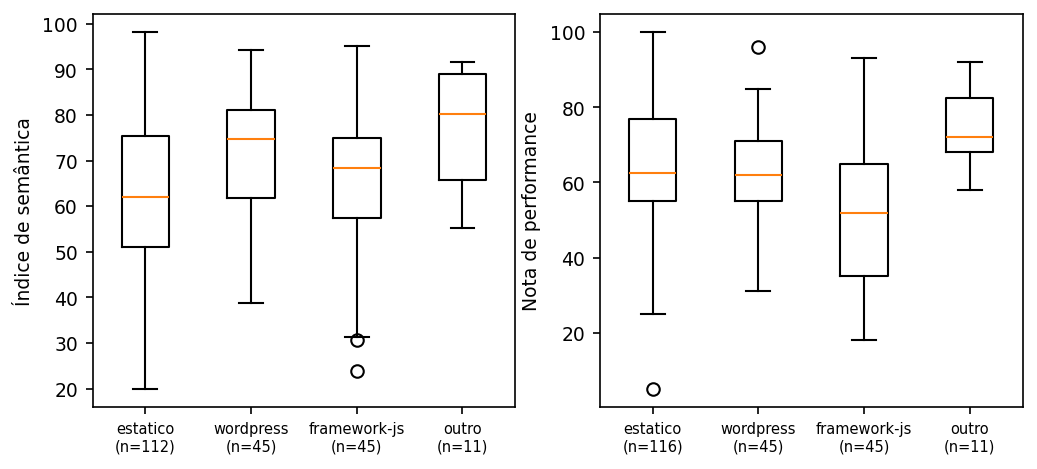 Índice de semântica
100
90
80
70
60
50
40
30
20
estatico
(n=112)
wordpress
(n=45)
framework-js
(n=45)
outro
(n=11)
Nota de performance
100
80
60
40
20
estatico
(n=116)
wordpress
(n=45)
framework-js
(n=45)
outro
(n=11)